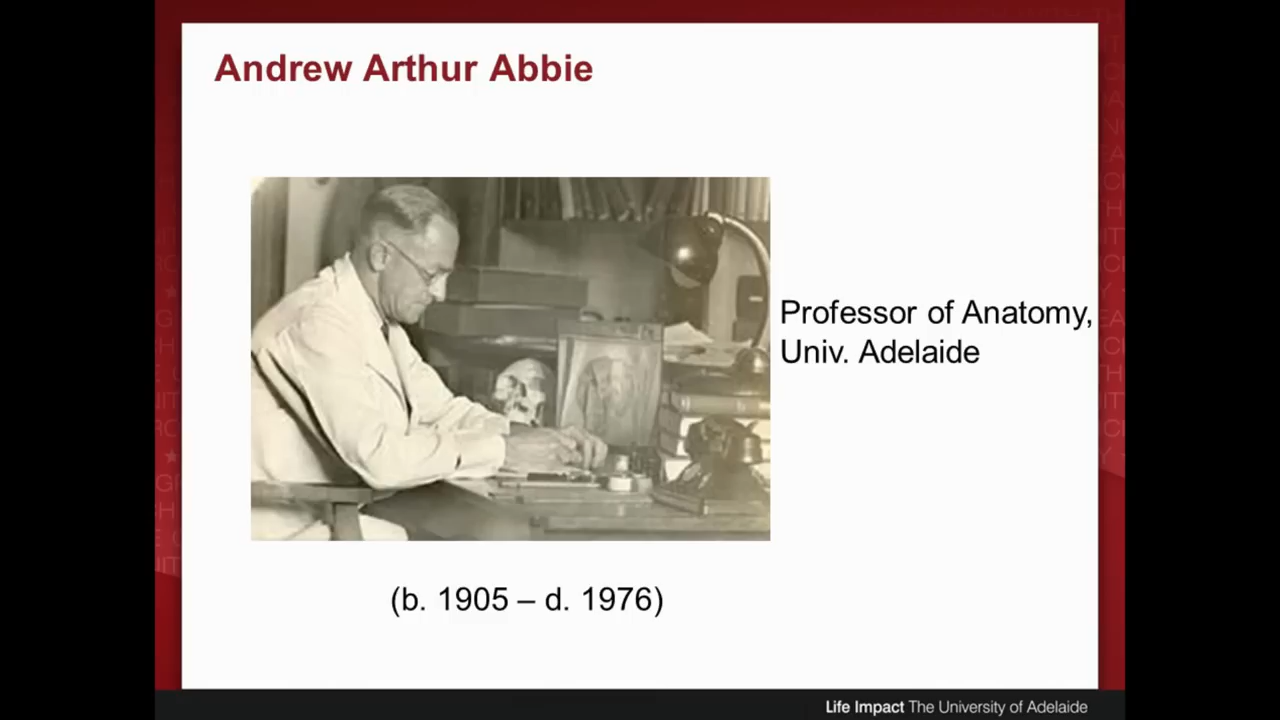 Andrew Arthur Abbie
Professor of Anatomy,
Univ. Adelaide
(b. 1905 – d. 1976)
Life Impact The University of Adelaide